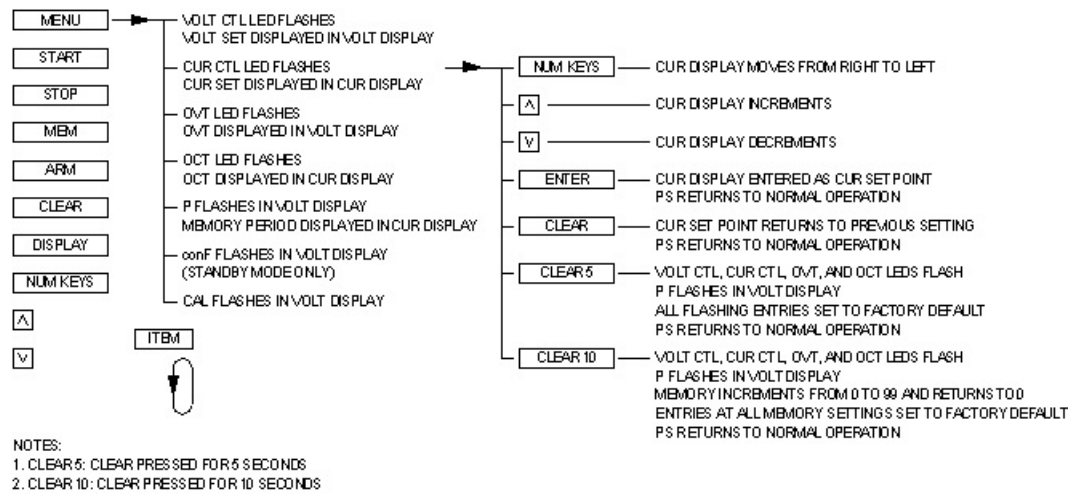 MENU
START
STOP
MEM
ARM
CLEAR
DISPLAY
NUM KEYS
Λ
V
VOLT CTL LED FLASHES
VOLT SET DISPLAYED IN VOLT DISPLAY
CUR CTL LED FLASHES
CUR SET DISPLAYED IN CUR DISPLAY
OVT LED FLASHES
OVT DISPLAYED IN VOLT DISPLAY
OCT LED FLASHES
OCT DISPLAYED IN CUR DISPLAY
P FLASHES IN VOLT DISPLAY
MEMORY PERIOD DISPLAYED IN CUR DISPLAY
conF FLASHES IN VOLT DISPLAY
(STANDBY MODE ONLY)
CAL FLASHES IN VOLT DISPLAY
ITEM
NUM KEYS
CUR DISPLAY MOVES FROM RIGHT TO LEFT
Λ
CUR DISPLAY INCREMENTS
V
CUR DISPLAY DECREMENTS
ENTER
CUR DISPLAY ENTERED AS CUR SET POINT
PS RETURNS TO NORMAL OPERATION
CLEAR
CUR SET POINT RETURNS TO PREVIOUS SETTING
PS RETURNS TO NORMAL OPERATION
CLEAR 5
VOLT CTL, CUR CTL, OVT, AND OCT LEDS FLASH
P FLASHES IN VOLT DISPLAY
ALL FLASHING ENTRIES SET TO FACTORY DEFAULT
PS RETURNS TO NORMAL OPERATION
CLEAR 10
VOLT CTL, CUR CTL, OVT, AND OCT LEDS FLASH
P FLASHES IN VOLT DISPLAY
MEMORY INCREMENTS FROM 0 TO 99 AND RETURNS TO 0
ENTRIES AT ALL MEMORY SETTINGS SET TO FACTORY DEFAULT
PS RETURNS TO NORMAL OPERATION
NOTES:
1. CLEAR 5: CLEAR PRESSED FOR 5 SECONDS
2. CLEAR 10: CLEAR PRESSED FOR 10 SECONDS